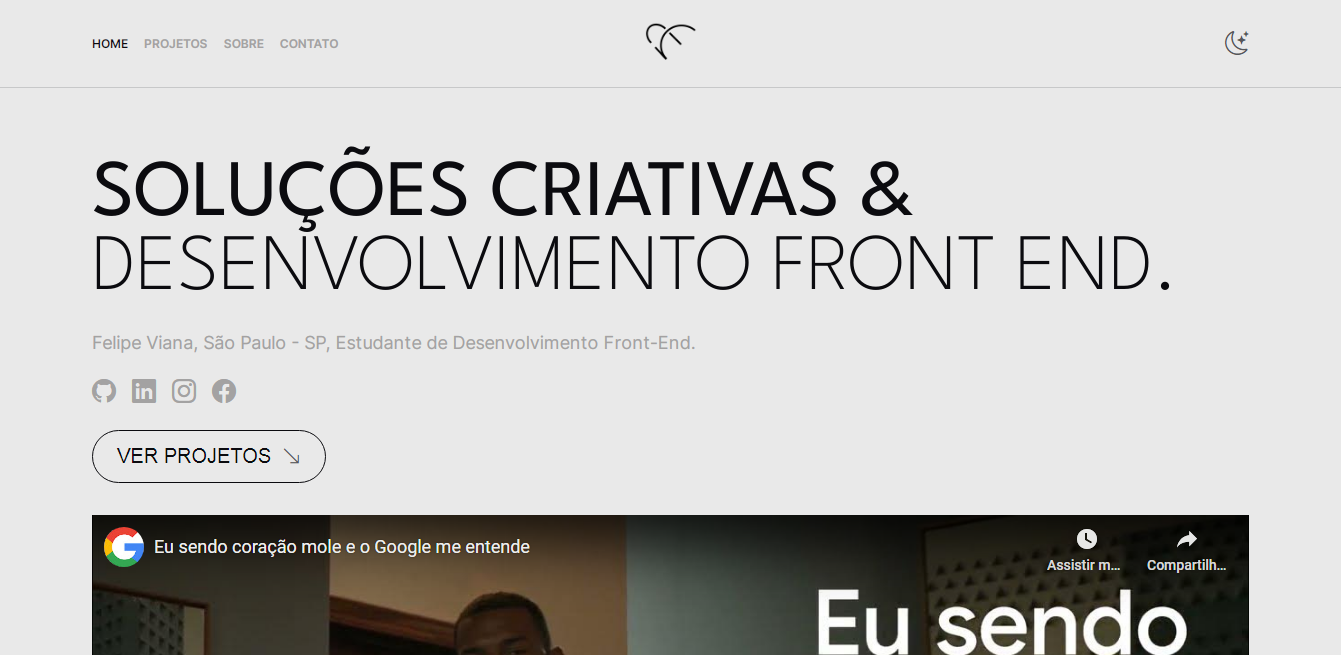 HOME PROJETOS SOBRE CONTATO
SOLUÇÕES CRIATIVAS &
DESENVOLVIMENTO FRONT END.
Felipe Viana, São Paulo - SP, Estudante de Desenvolvimento Front-End.
in
VER PROJETOS
Eu sendo coração mole e o Google me entende
Assistir m... Compartilh...
Eu sendo